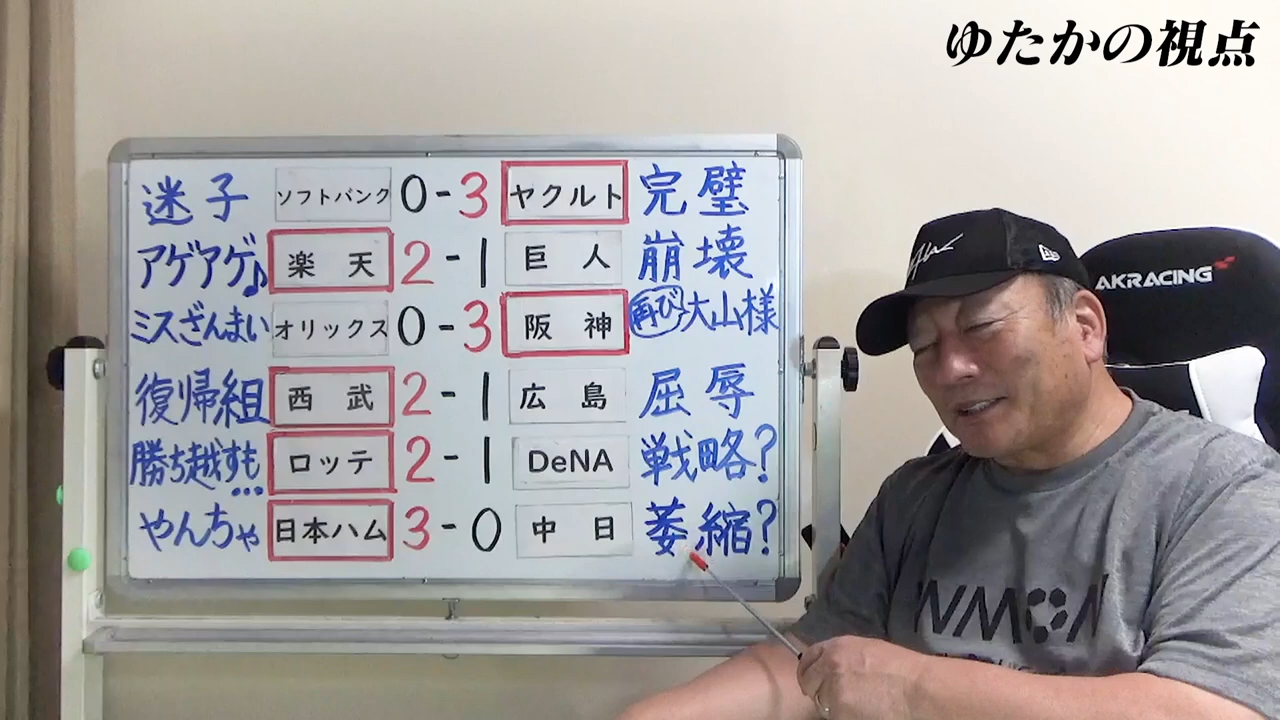 ゆたかの視点
迷子 ソフトバンク 0-3 ヤクルト 完璧
アゲアゲ♪ 楽天 2-1 巨人 崩壊
ミスざんまい オリックス 0-3 阪神 再び大山様
復帰組 西武 2-1 広島 屈辱
勝ち越すも… ロッテ 2-1 DeNA 戦略?
やんちゃ 日本ハム 3-0 中日 萎縮?
AKRACING